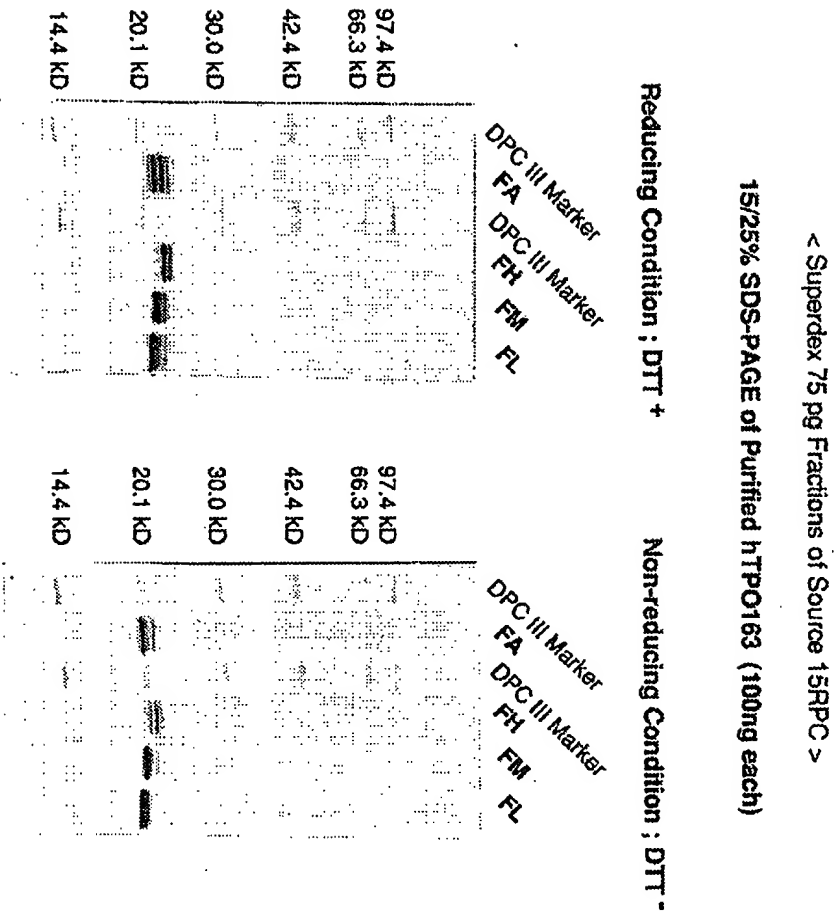 < Superdex 75 pg Fractions of Source 15RPC >
15/25% SDS-PAGE of Purified hTPO163 (100ng each)
Reducing Condition ; DTT +
DPC III Marker
FA
DPC III Marker
FH
FM
FL
97.4 kD
66.3 kD
42.4 kD
30.0 kD
20.1 kD
14.4 kD
Non-reducing Condition ; DTT -
DPC III Marker
FA
DPC III Marker
FH
FM
FL
97.4 kD
66.3 kD
42.4 kD
30.0 kD
20.1 kD
14.4 kD